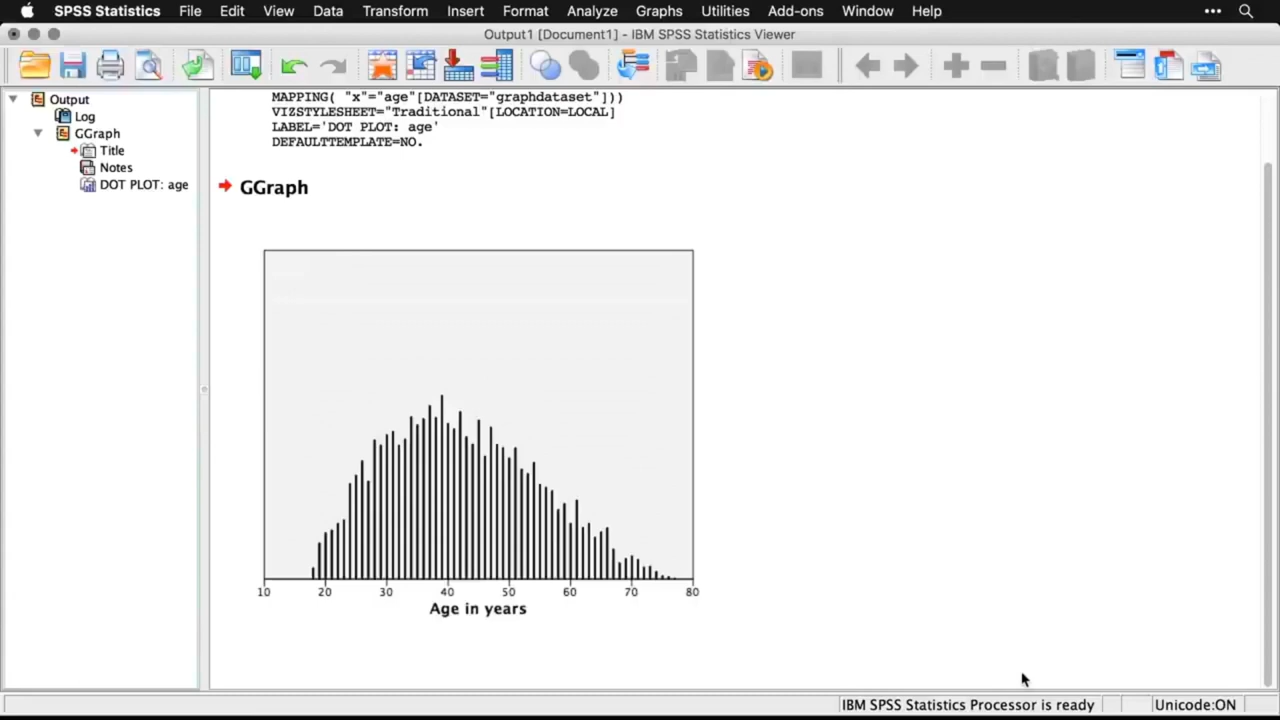 SPSS Statistics File Edit View Data Transform Insert Format Analyze Graphs Utilities Add-ons Window Help
Output1 [Document1] - IBM SPSS Statistics Viewer
Output
Log
GGraph
Title
Notes
DOT PLOT: age
MAPPING( "x"="age"[DATASET="graphdataset"]))
VIZSTYLESHEET="Traditional"[LOCATION=LOCAL]
LABEL='DOT PLOT: age'
DEFAULTTEMPLATE=NO.
GGraph
10 20 30 40 50 60 70 80
Age in years
IBM SPSS Statistics Processor is ready Unicode:ON